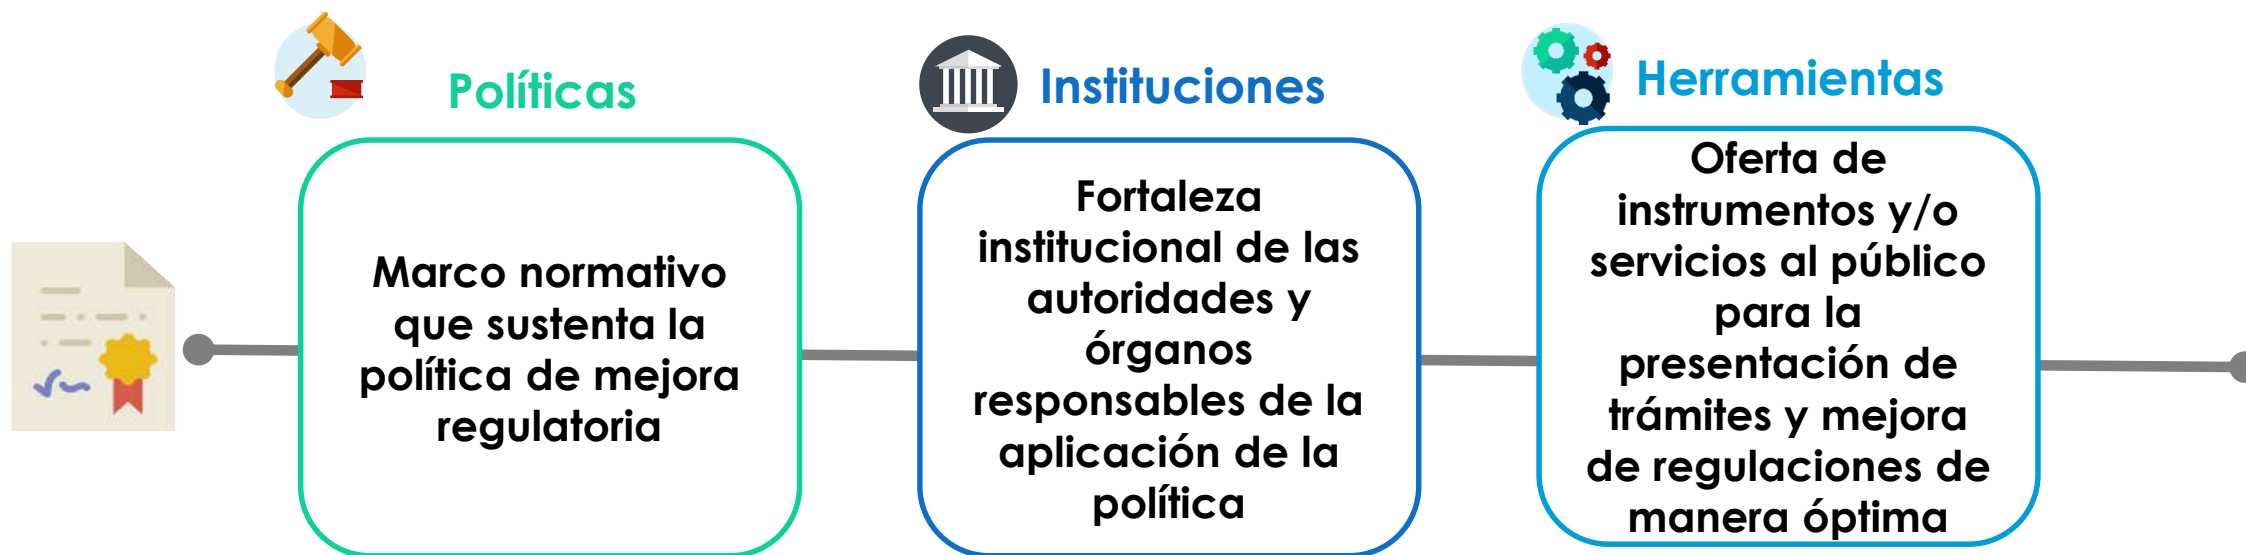 Políticas
Marco normativo
que sustenta la
política de mejora
regulatoria
Instituciones
Fortaleza
institucional de las
autoridades y
órganos
responsables de la
aplicación de la
política
Herramientas
Oferta de
instrumentos y/o
servicios al público
para la
presentación de
trámites y mejora
de regulaciones de
manera óptima